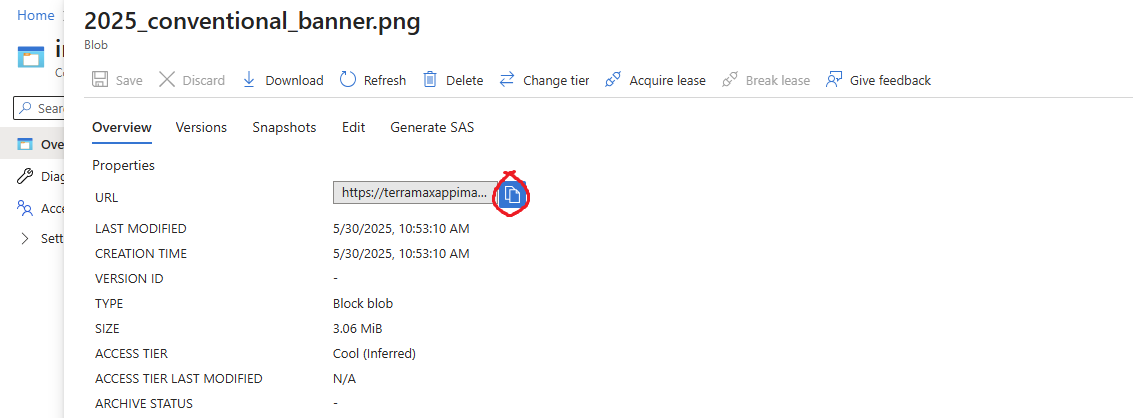 Home
2025_conventional_banner.png
Blob
Save Discard Download Refresh Delete Change tier Acquire lease Break lease Give feedback
Sear
Overview Versions Snapshots Edit Generate SAS
Ove
Diag
Acce
Sett
Properties
URL https://terramaxappima...
LAST MODIFIED 5/30/2025, 10:53:10 AM
CREATION TIME 5/30/2025, 10:53:10 AM
VERSION ID -
TYPE Block blob
SIZE 3.06 MiB
ACCESS TIER Cool (Inferred)
ACCESS TIER LAST MODIFIED N/A
ARCHIVE STATUS -